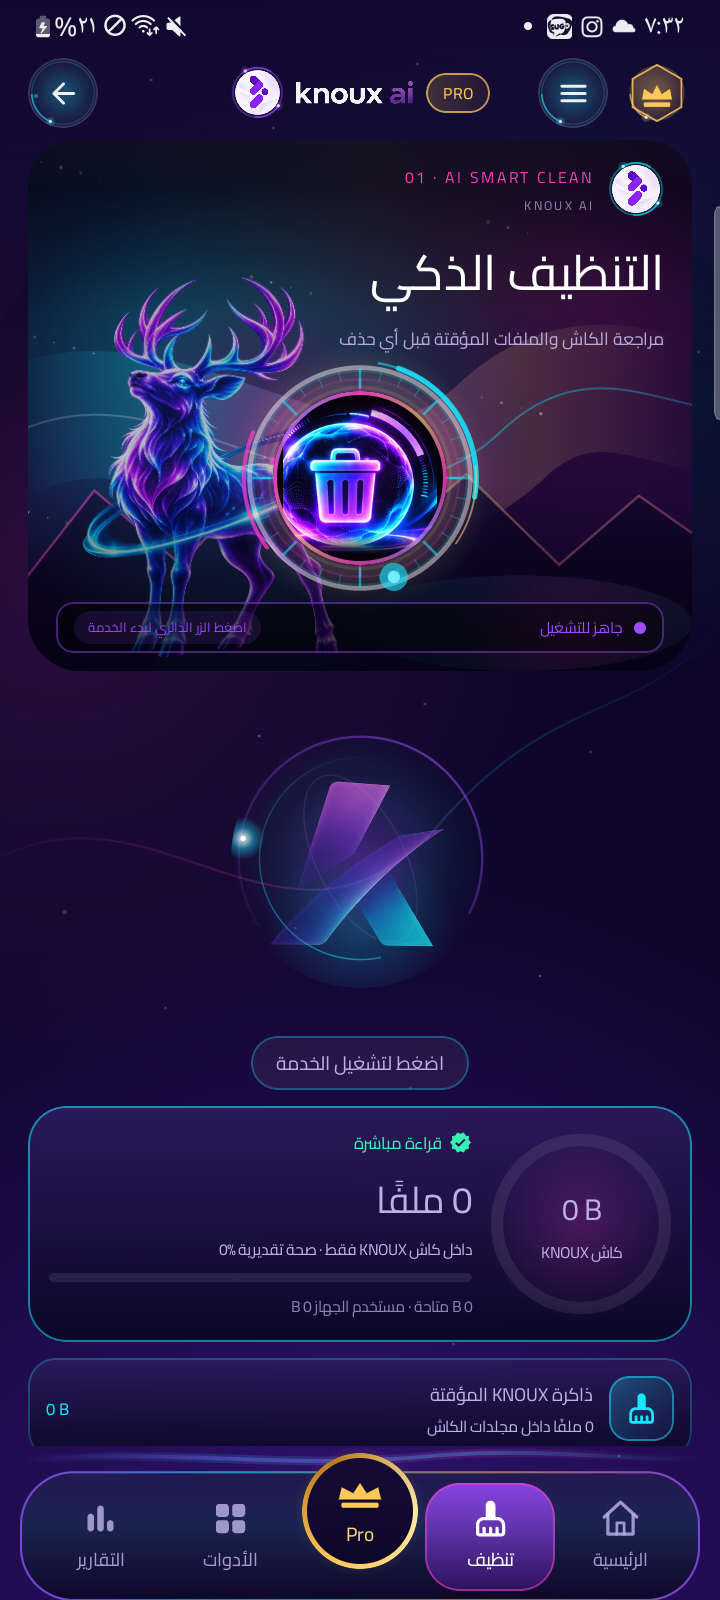 ٧:٣٢
%٢١
knoux ai
PRO
01 · AI SMART CLEAN
KNOUX AI
التنظيف الذكي
مراجعة الكاش والملفات المؤقتة قبل أي حذف
جاهز للتشغيل
اضغط الزر الدائري لبدء الخدمة
اضغط لتشغيل الخدمة
0 B
كاش KNOUX
قراءة مباشرة
0 ملفًا
داخل كاش KNOUX فقط · صحة تقديرية 0%
0 B متاحة · مستخدم الجهاز 0 B
ذاكرة KNOUX المؤقتة
0 ملفًا داخل مجلدات الكاش
0 B
الرئيسية
تنظيف
Pro
الأدوات
التقارير